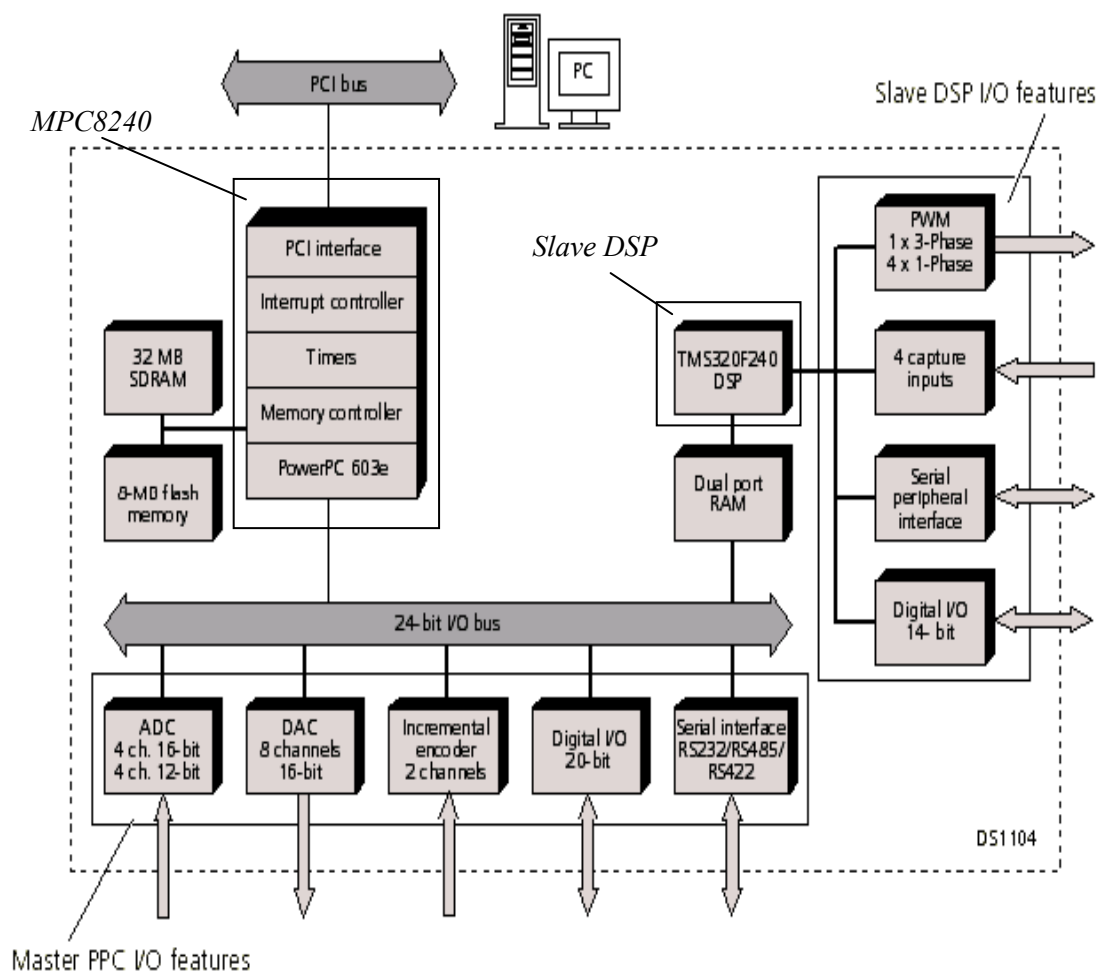 PCI bus
PC
Slave DSP I/O features
MPC8240
PCI interface
Interrupt controller
Timers
Memory controller
PowerPC 603e
32 MB
SDRAM
8-MB flash
memory
Slave DSP
TMS320F240
DSP
Dual port
RAM
PWM
1 x 3-Phase
4 x 1-Phase
4 capture
inputs
Serial
peripheral
interface
Digital I/O
14- bit
24-bit I/O bus
ADC
4 ch. 16-bit
4 ch. 12-bit
DAC
8 channels
16-bit
Incremental
encoder
2 channels
Digital I/O
20-bit
Serial interface
RS232/RS485/
RS422
DS1104
Master PPC I/O features